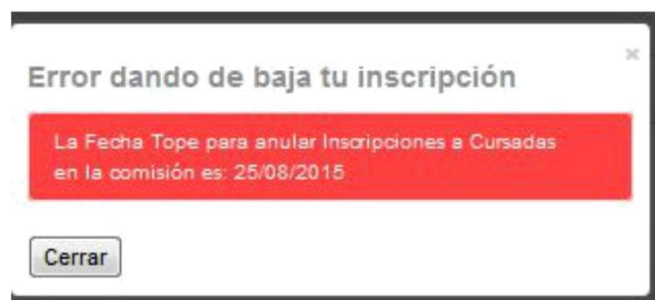 Error dando de baja tu inscripción
La Fecha Tope para anular Inscripciones a Cursadas
en la comisión es: 25/08/2015
Cerrar